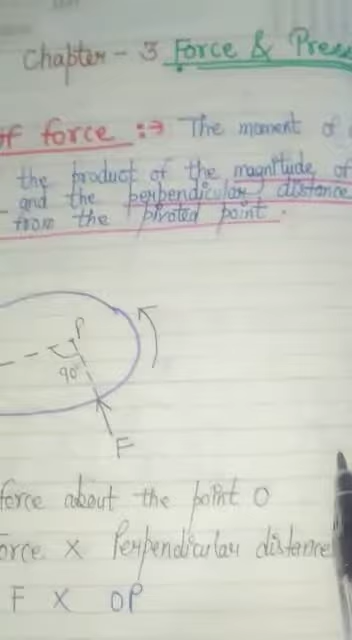 Chapter - 3 Force & Press
of force :→ The moment of
the product of the magnitude of
and the perpendicular distance
from the pivoted point.
P
90°
F
force about the point O
orce × Perpendicular distance
F × OP